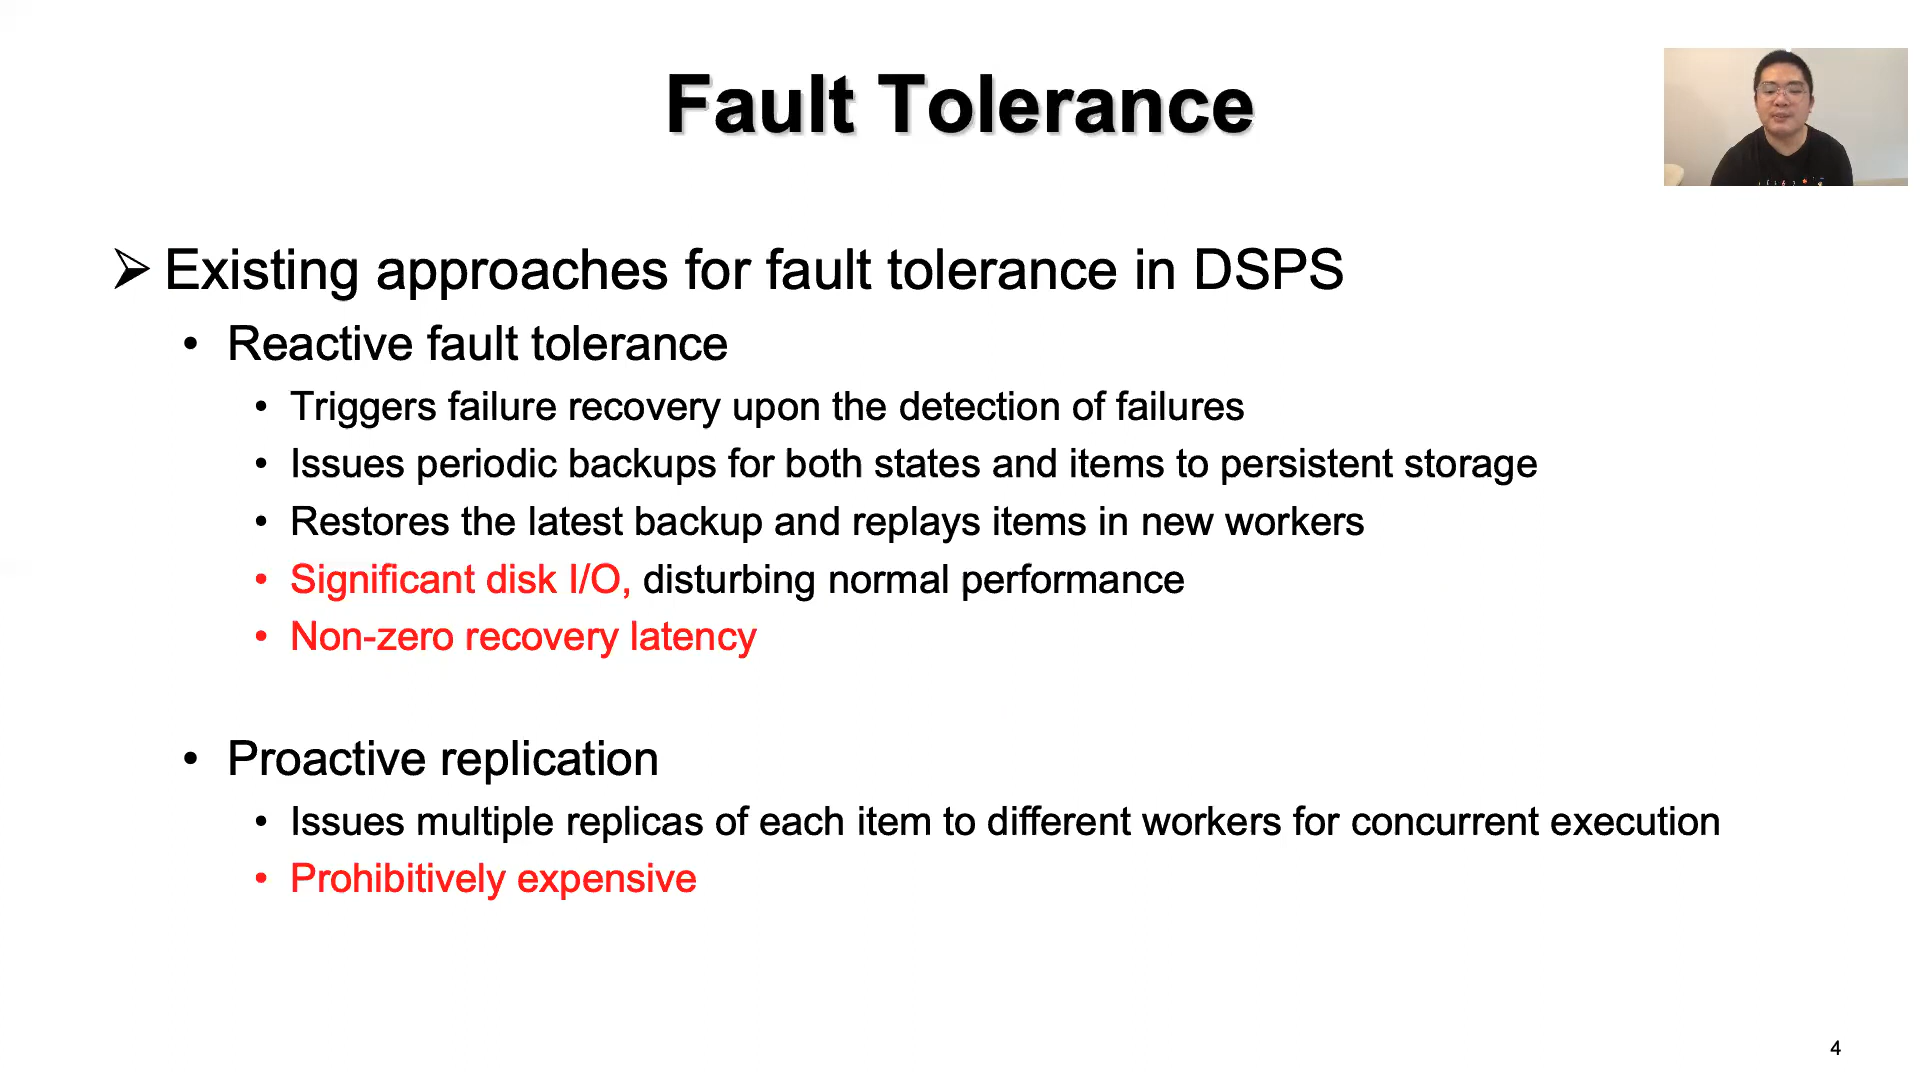 Fault Tolerance
➢ Existing approaches for fault tolerance in DSPS
• Reactive fault tolerance
• Triggers failure recovery upon the detection of failures
• Issues periodic backups for both states and items to persistent storage
• Restores the latest backup and replays items in new workers
• Significant disk I/O, disturbing normal performance
• Non-zero recovery latency
• Proactive replication
• Issues multiple replicas of each item to different workers for concurrent execution
• Prohibitively expensive
4